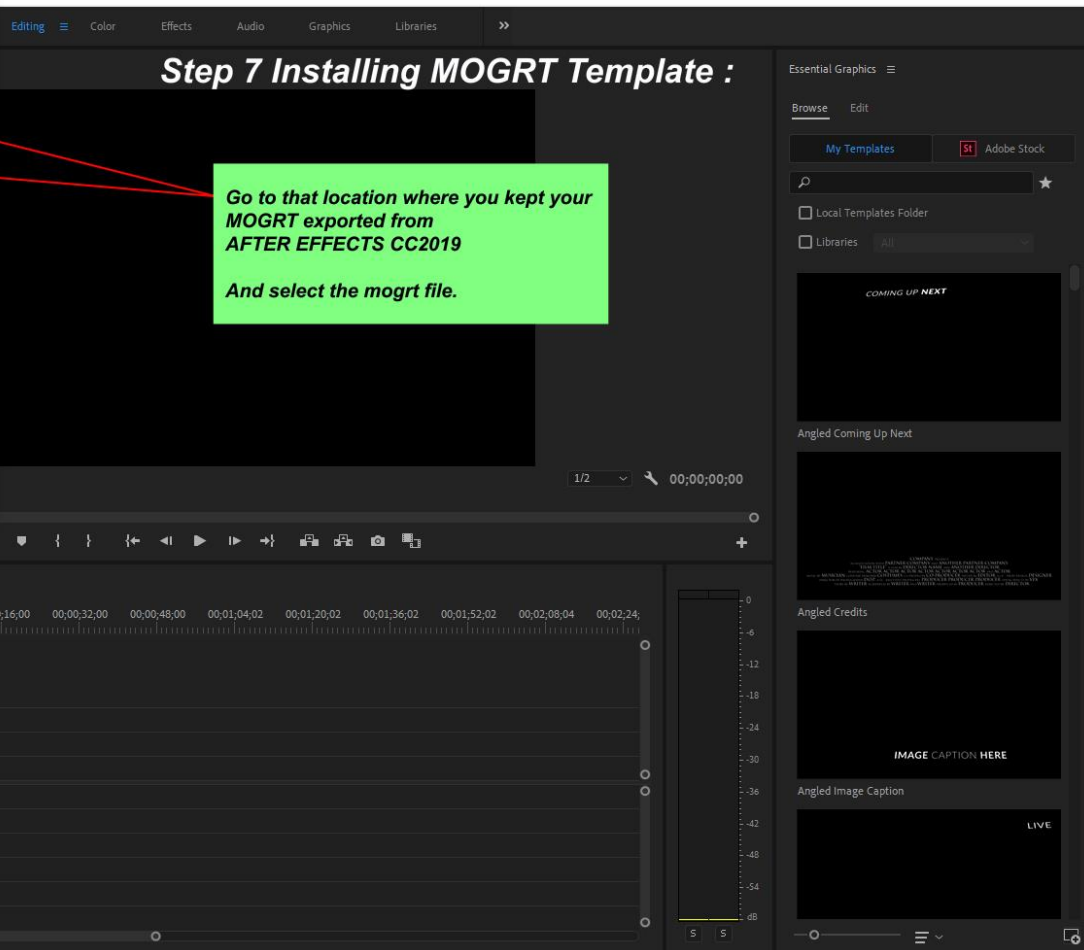 Editing Color Effects Audio Graphics Libraries
Step 7 Installing MOGRT Template :
Go to that location where you kept your
MOGRT exported from
AFTER EFFECTS CC2019
And select the mogrt file.
1/2 00;00;00;00
;16;00 00;00;32;00 00;00;48;00 00;01;04;02 00;01;20;02 00;01;36;02 00;01;52;02 00;02;08;04 00;02;24;
0
-6
-12
-18
-24
-30
-36
-42
-48
-54
dB
S S
Essential Graphics
Browse Edit
My Templates St Adobe Stock
Local Templates Folder
Libraries All
COMING UP NEXT
Angled Coming Up Next
Angled Credits
IMAGE CAPTION HERE
Angled Image Caption
LIVE